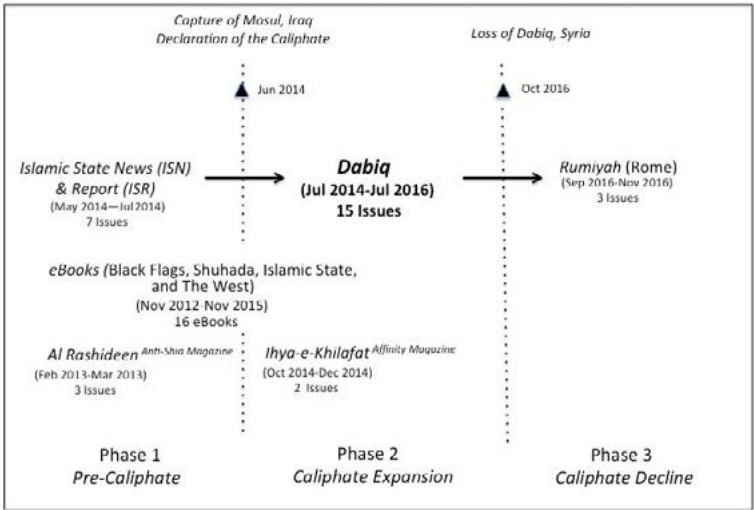 Capture of Mosul, Iraq
Declaration of the Caliphate
Loss of Dabiq, Syria
Jun 2014
Oct 2016
Islamic State News (ISN)
& Report (ISR)
(May 2014—Jul2014)
7 Issues
Dabiq
(Jul 2014-Jul 2016)
15 Issues
Rumiyah (Rome)
(Sep 2016-Nov 2016)
3 Issues
eBooks (Black Flags, Shuhada, Islamic State,
and The West)
(Nov 2012-Nov 2015)
16 eBooks
Al Rashideen Anti-Shia Magazine
(Feb 2013-Mar 2013)
3 Issues
Ihya-e-Khilafat Affinity Magazine
(Oct 2014-Dec 2014)
2 Issues
Phase 1
Pre-Caliphate
Phase 2
Caliphate Expansion
Phase 3
Caliphate Decline